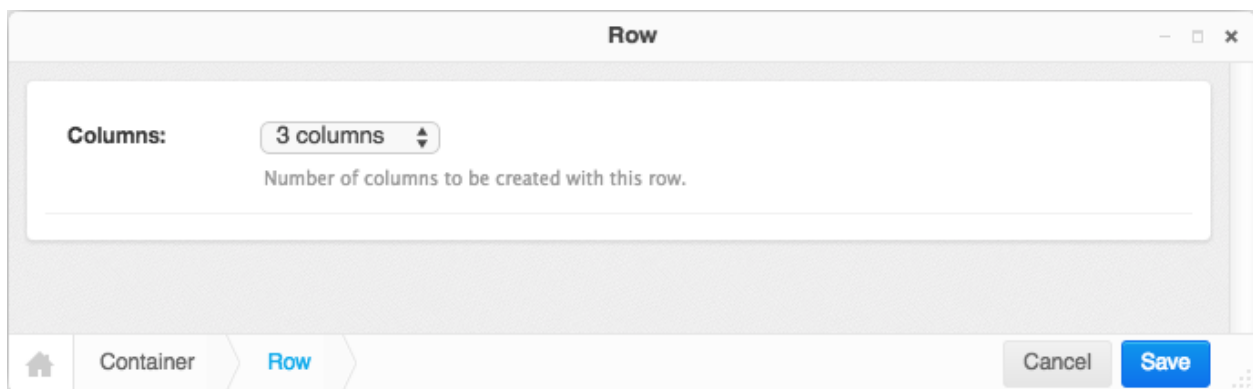 Row
Columns:
3 columns
Number of columns to be created with this row.
Container
Row
Cancel
Save